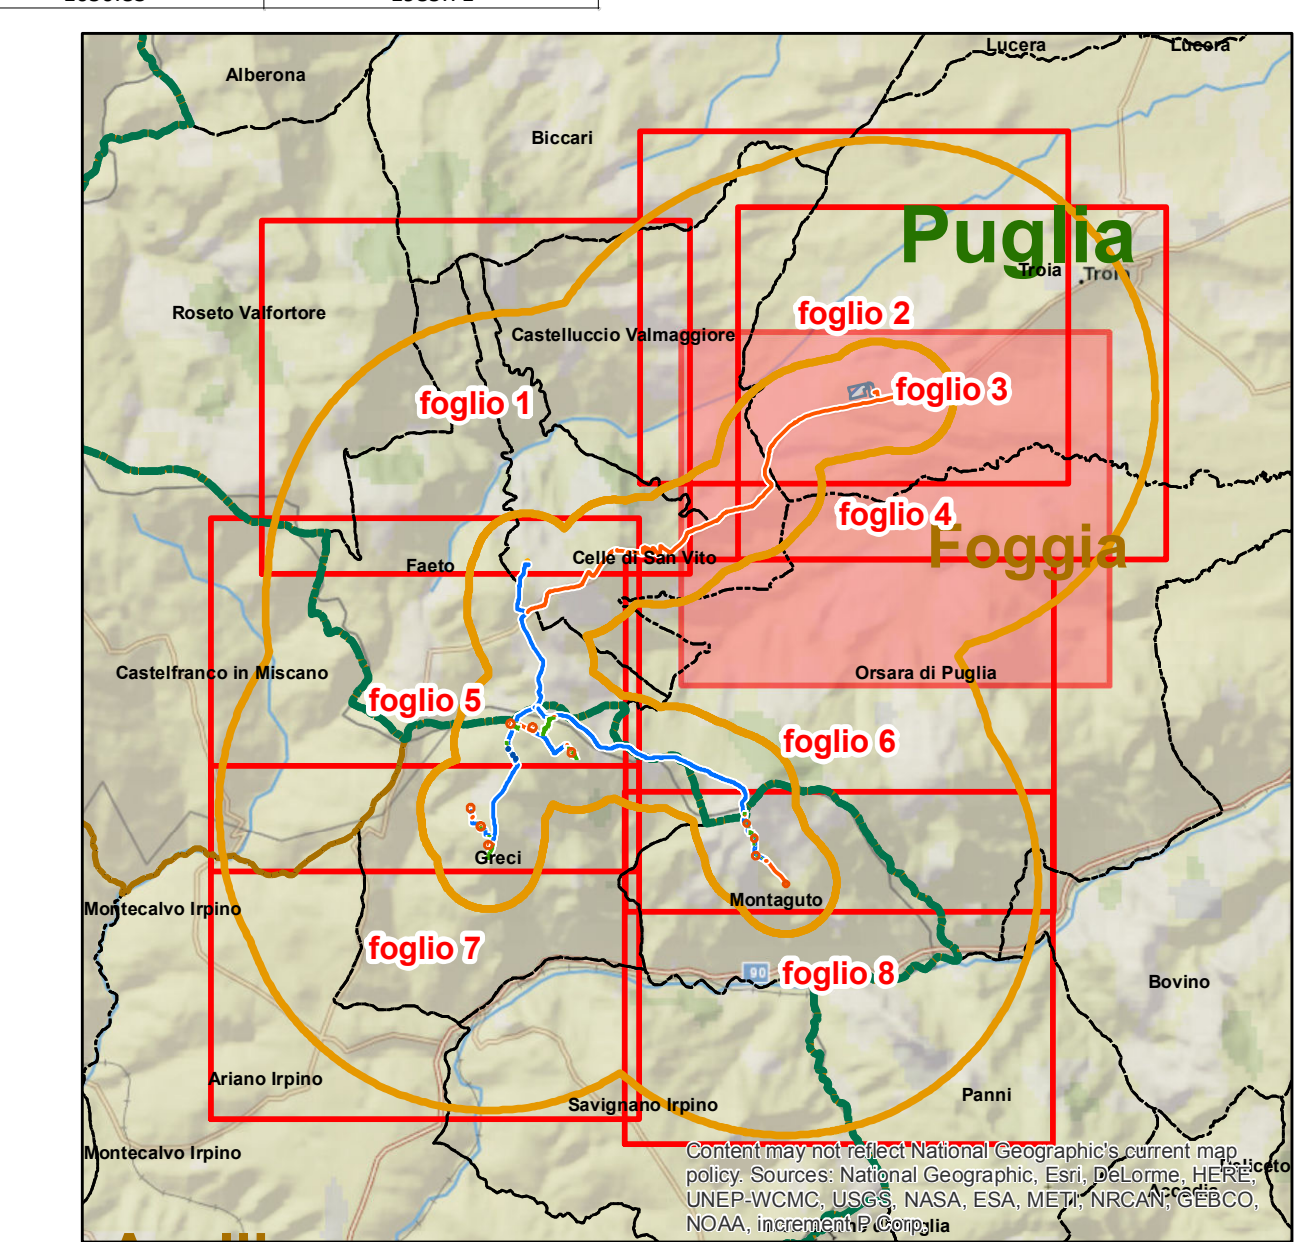 Lucera
Lucera
Alberona
Biccari
Puglia
Troia
Troia
Roseto Valfortore
foglio 2
Castelluccio Valmaggiore
foglio 1
foglio 3
foglio 4
Foggia
Celle di San Vito
Faeto
Castelfranco in Miscano
Orsara di Puglia
foglio 5
foglio 6
Greci
Montaguto
Montecalvo Irpino
foglio 7
90
foglio 8
Bovino
Ariano Irpino
Panni
Savignano Irpino
Montecalvo Irpino
Content may not reflect National Geographic's current map
policy. Sources: National Geographic, Esri, DeLorme, HERE,
UNEP-WCMC, USGS, NASA, ESA, METI, NRCAN, GEBCO,
NOAA, increment P Corp.